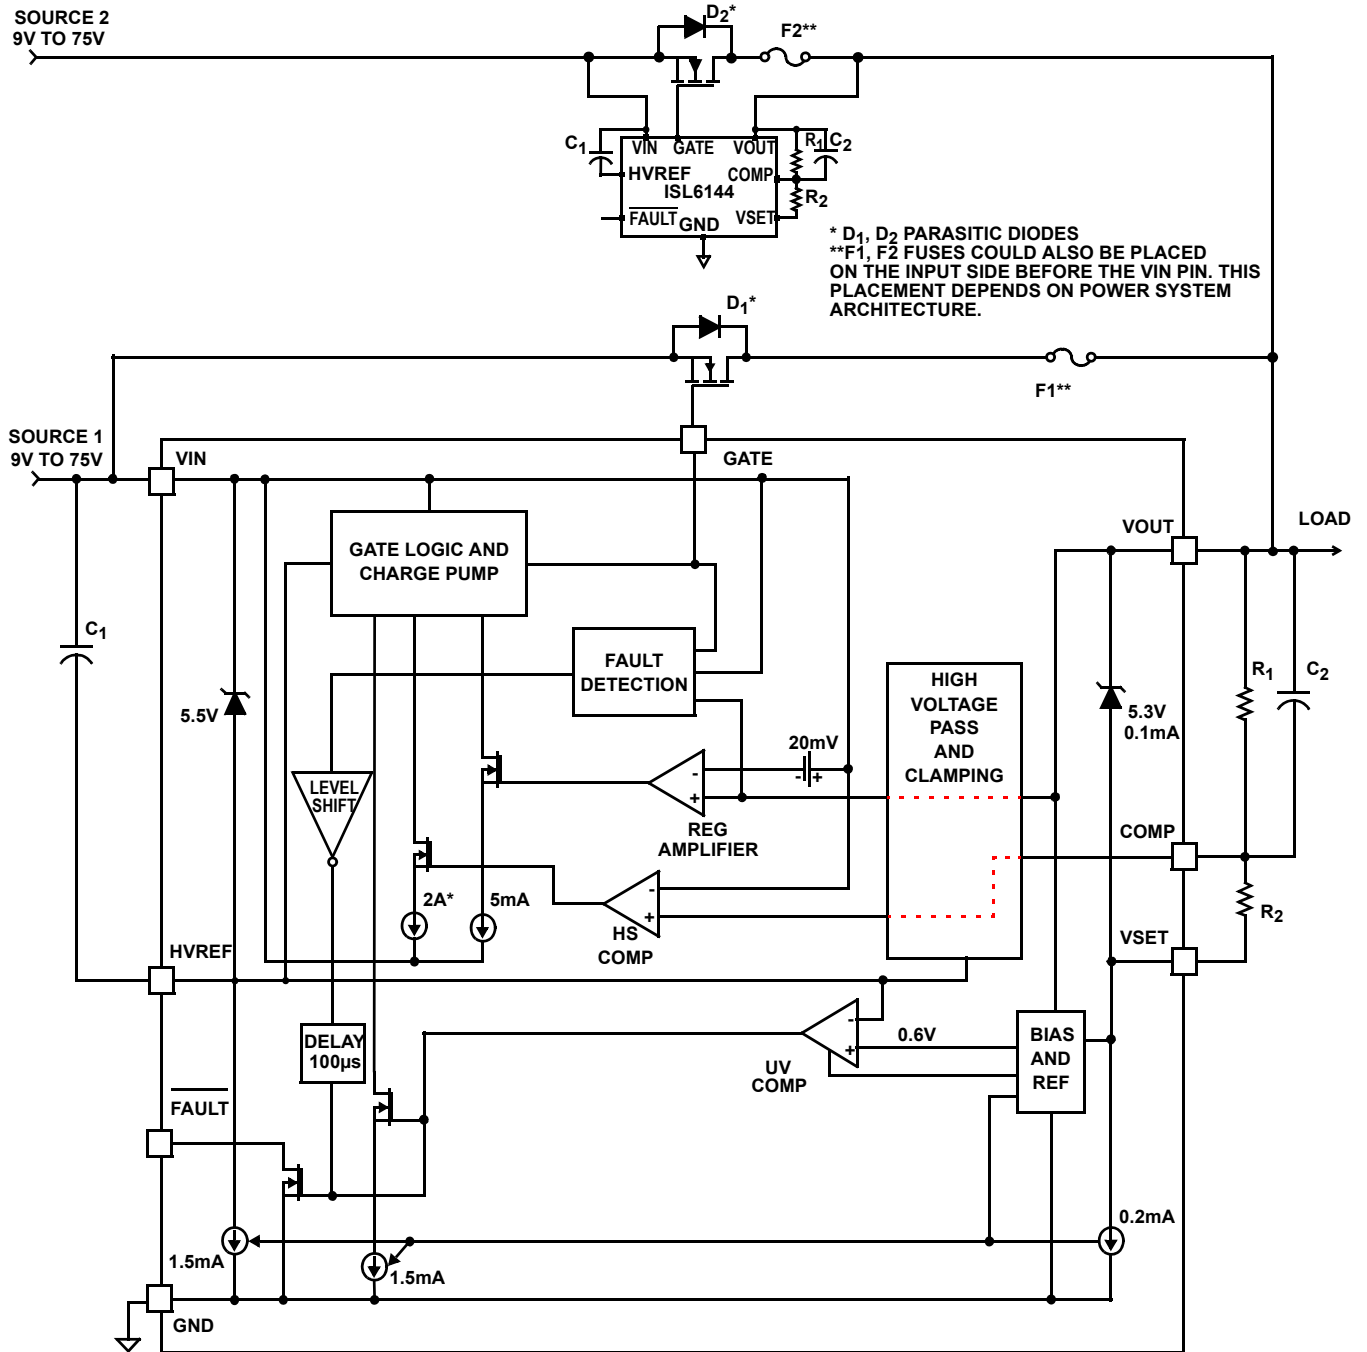 SOURCE 2
9V TO 75V
D2*
F2**
C1
VIN GATE VOUT
R1
C2
HVREF
COMP
ISL6144
R2
FAULT
GND
VSET
* D1, D2 PARASITIC DIODES
**F1, F2 FUSES COULD ALSO BE PLACED
ON THE INPUT SIDE BEFORE THE VIN PIN. THIS
PLACEMENT DEPENDS ON POWER SYSTEM
ARCHITECTURE.
D1*
F1**
SOURCE 1
9V TO 75V
VIN
GATE
VOUT
LOAD
GATE LOGIC AND
CHARGE PUMP
C1
FAULT
DETECTION
HIGH
VOLTAGE
PASS
AND
CLAMPING
R1
C2
5.5V
5.3V
0.1mA
20mV
- +
LEVEL
SHIFT
-
+
REG
AMPLIFIER
COMP
2A*
5mA
-
+
HS
COMP
R2
HVREF
VSET
DELAY
100µs
-
+
0.6V
BIAS
AND
REF
UV
COMP
FAULT
0.2mA
1.5mA
1.5mA
GND